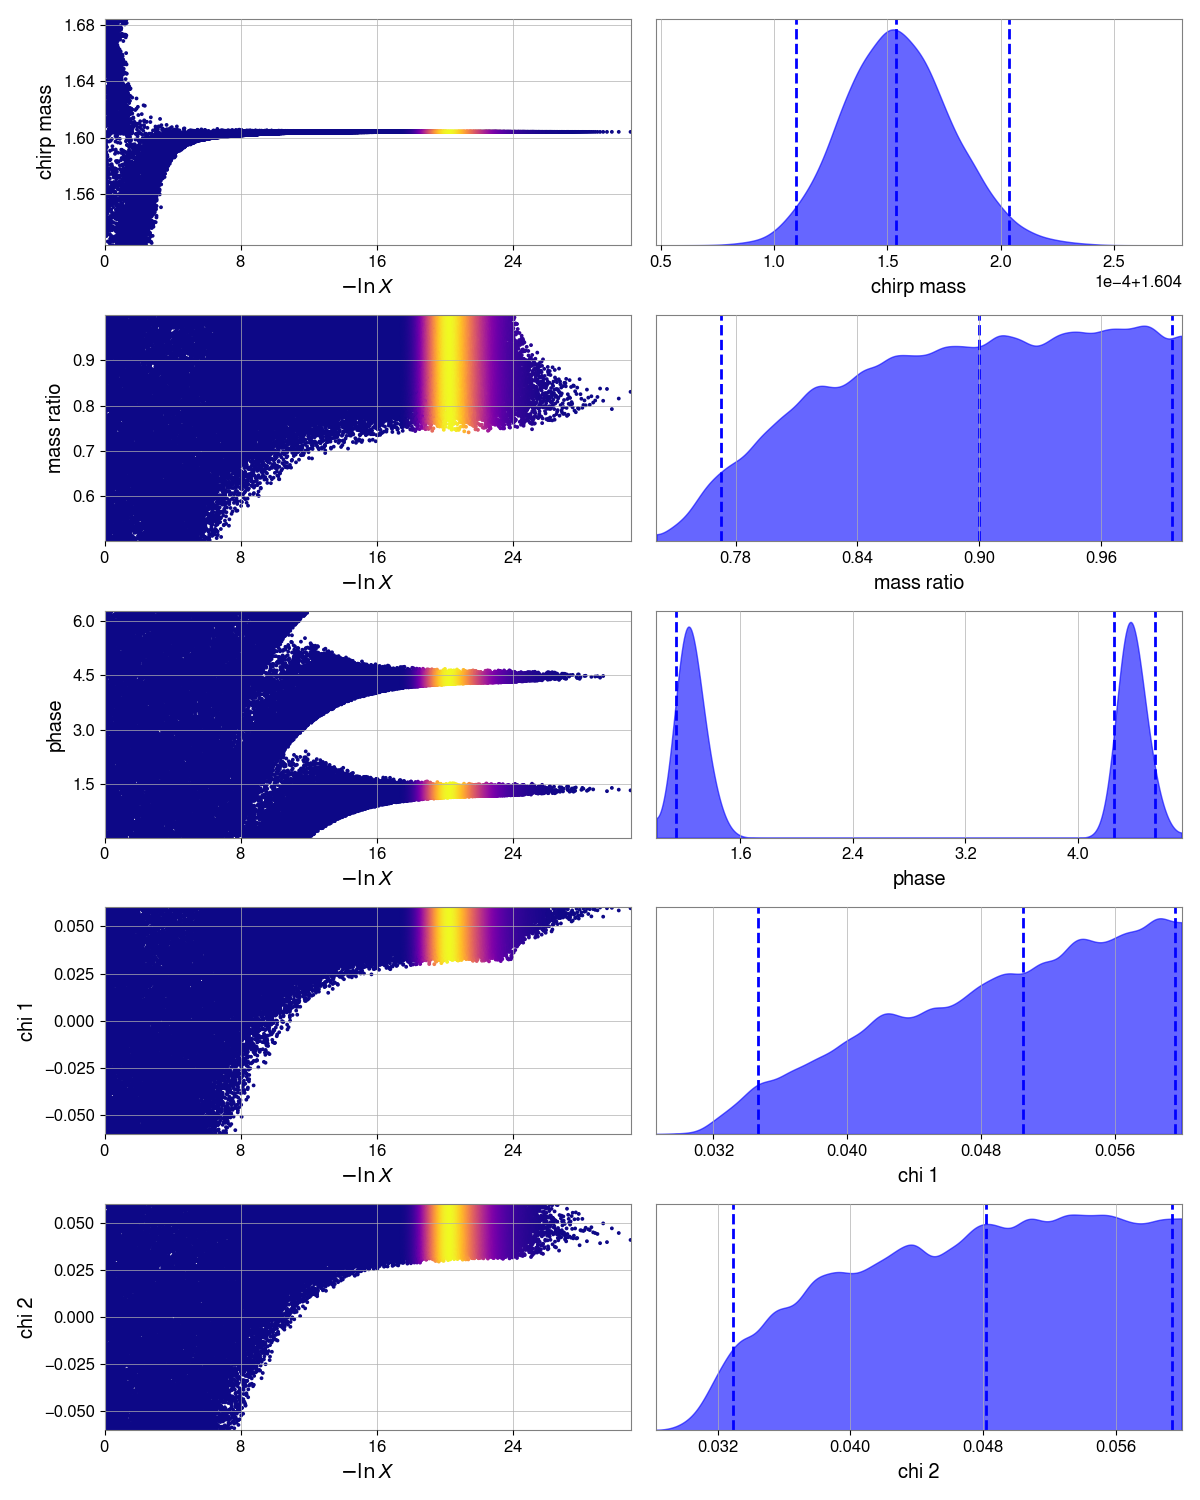 1.68
1.64
1.60
1.56
chirp mass
0 8 16 24
−ln X
0.5 1.0 1.5 2.0 2.5
1e−4+1.604
chirp mass
0.9
0.8
0.7
0.6
mass ratio
0 8 16 24
−ln X
0.78 0.84 0.90 0.96
mass ratio
6.0
4.5
3.0
1.5
phase
0 8 16 24
−ln X
1.6 2.4 3.2 4.0
phase
0.050
0.025
0.000
−0.025
−0.050
chi 1
0 8 16 24
−ln X
0.032 0.040 0.048 0.056
chi 1
0.050
0.025
0.000
−0.025
−0.050
chi 2
0 8 16 24
−ln X
0.032 0.040 0.048 0.056
chi 2